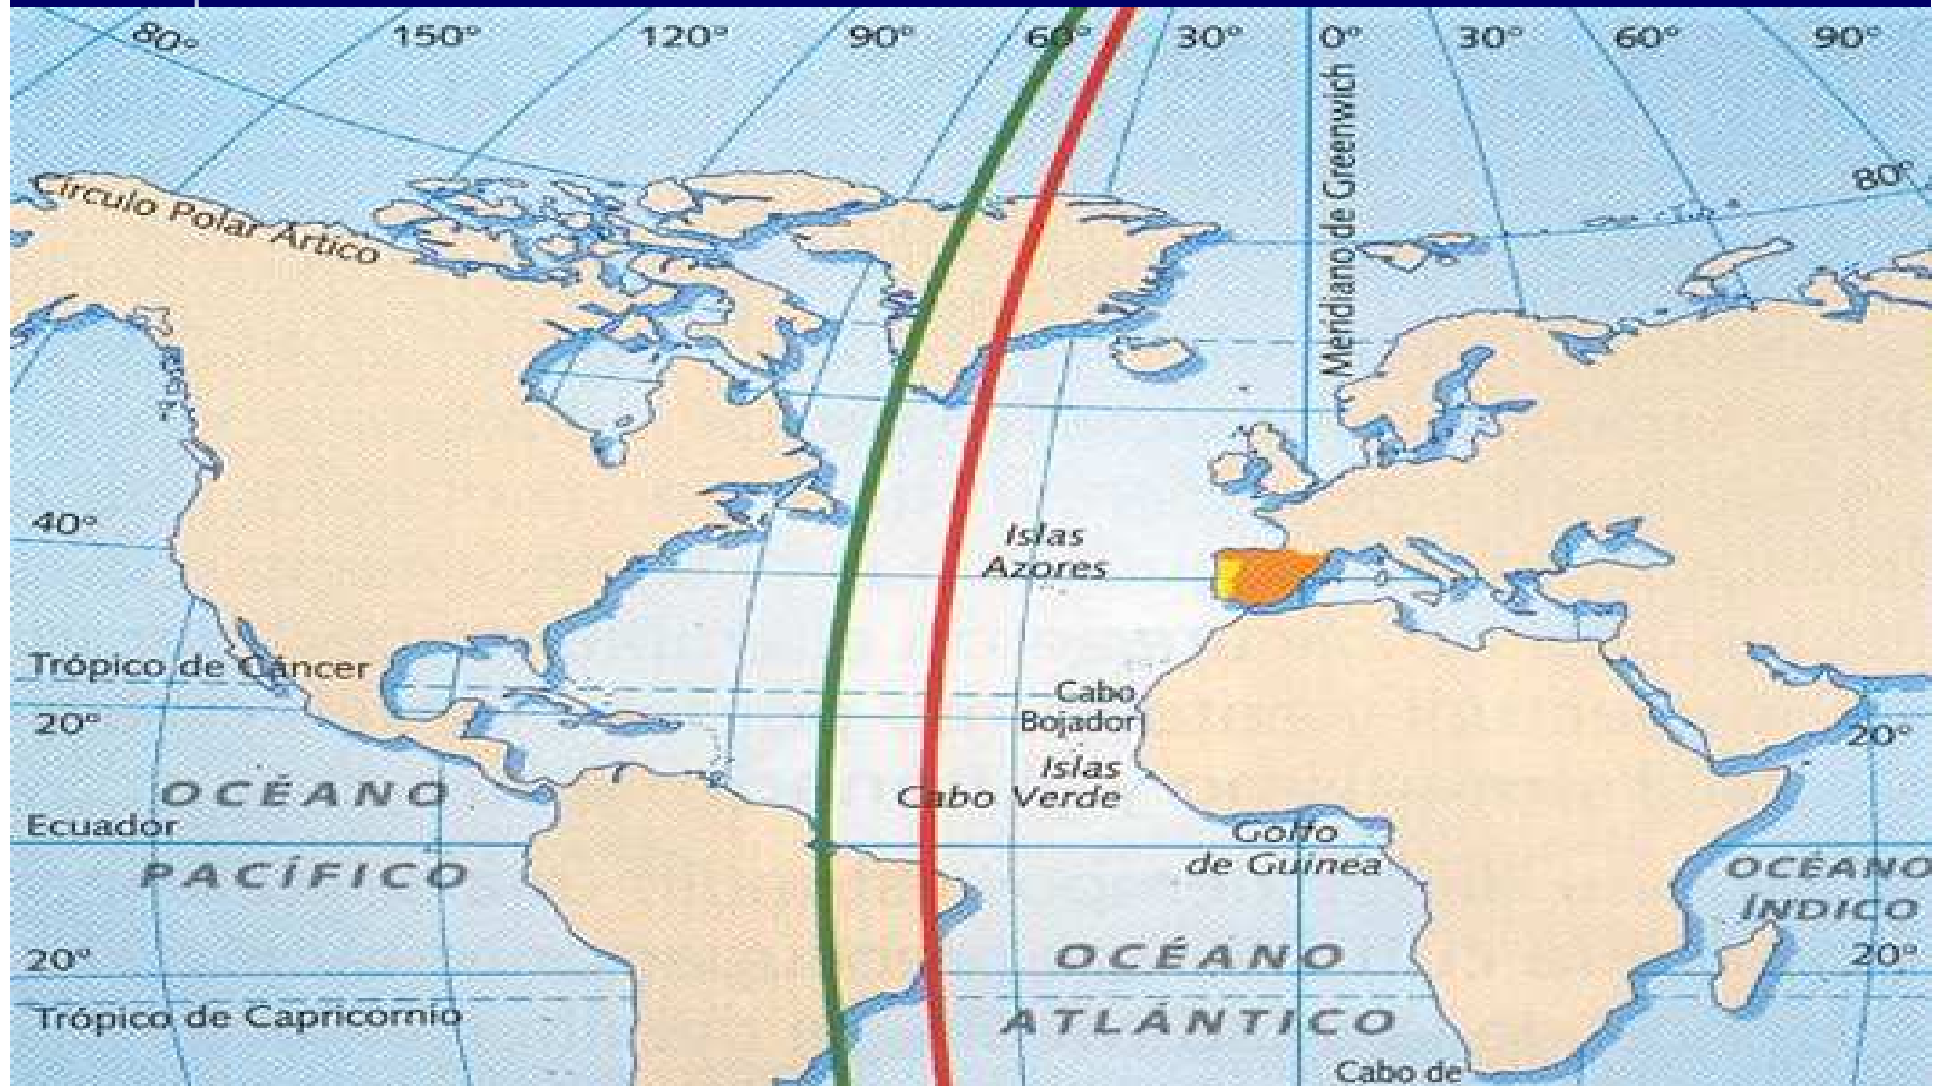 80°
150°
120°
90°
60°
30°
0°
30°
60°
90°
Meridiano de Greenwich
80°
Círculo Polar Ártico
40°
Islas
Azores
Trópico de Cáncer
20°
Cabo
Bojador
20°
Islas
Cabo Verde
OCÉANO
PACÍFICO
Ecuador
Golfo
de Guinea
OCÉANO
ÍNDICO
20°
20°
OCÉANO
ATLÁNTICO
Trópico de Capricornio
Cabo de